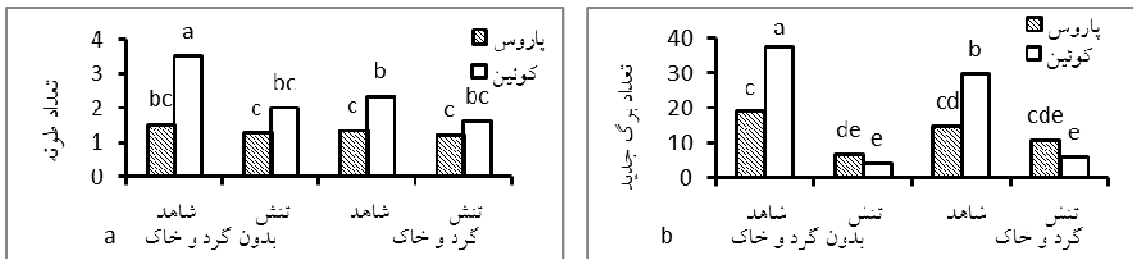 تعداد طوقه
4
3
2
1
0
a
bc
bc
c
b
c
bc
c
پاروس
کوئین
شاهد تنش شاهد تنش
بدون گرد و خاک گرد و خاک
a
تعداد برگ جدید
40
30
20
10
0
a
c
de
e
b
cd
cde
e
پاروس
کوئین
شاهد تنش شاهد تنش
بدون گرد و خاک گرد و خاک
b